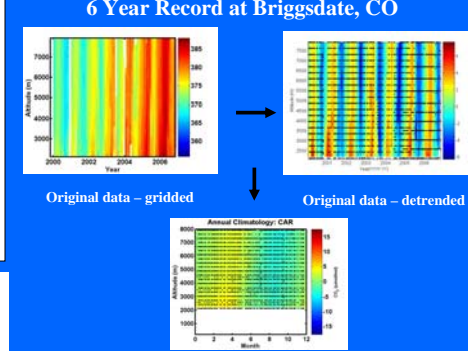 6 Year Record at Briggsdate, CO
385
380
375
370
365
360
7000
6000
5000
4000
3000
Altitude (m)
2000 2002 2004 2006
Year
Original data – gridded
Original data – detrended
Annual Climatology: CAR
8000
7000
6000
5000
4000
3000
2000
1000
Altitude (m)
0 2 4 6 8 10 12
Month
15
10
5
0
-5
-10
-15